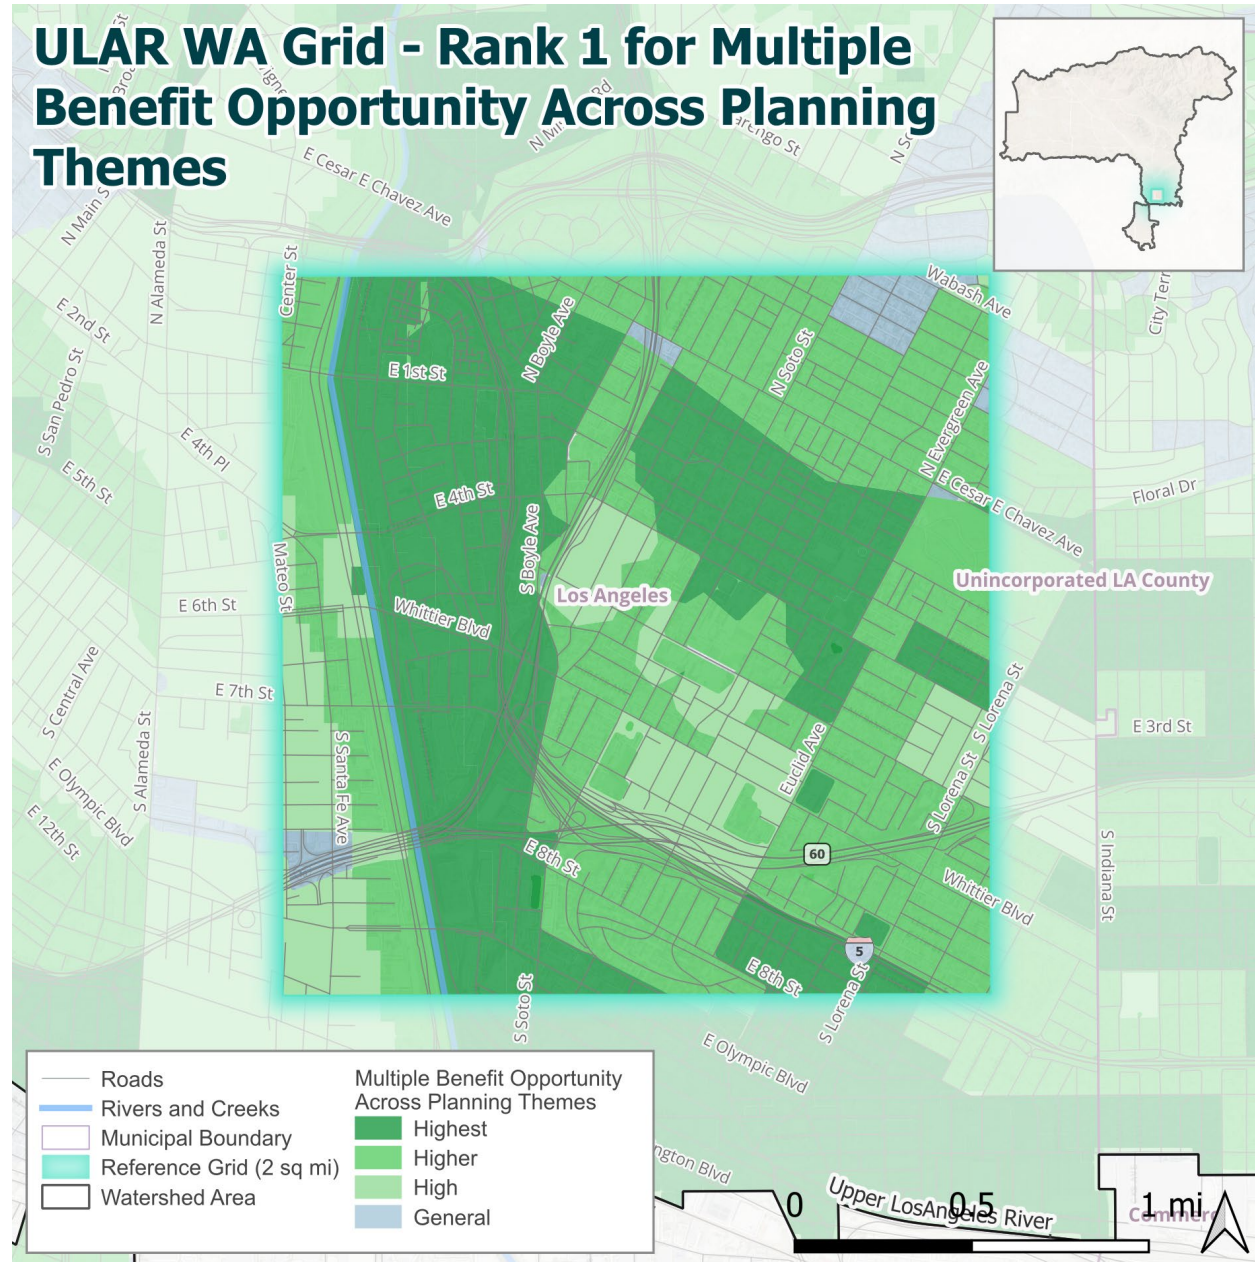 ULAR WA Grid - Rank 1 for Multiple
Benefit Opportunity Across Planning
Themes
E Cesar E Chavez Ave
N Main S
N Alameda St
Center St
Wabash Ave
City Terr
E 2nd St
N Boyle Ave
N Soto St
E 1st St
S San Pedro St
N Evergreen Ave
E 4th Pl
E 5th St
E 4th St
E Cesar E Chavez Ave
Floral Dr
S Boyle Ave
Mateo St
Los Angeles
Unincorporated LA County
E 6th St
Whittier Blvd
S Central Ave
E 7th St
S Lorena St
E 3rd St
S Alameda St
S Santa Fe Ave
Euclid Ave
S Lorena St
E Olympic Blvd
E 12th St
E 8th St
60
S Indiana St
Whittier Blvd
5
E 8th St
S Lorena St
S Soto St
E Olympic Blvd
ngton Blvd
Roads
Rivers and Creeks
Municipal Boundary
Reference Grid (2 sq mi)
Watershed Area
Multiple Benefit Opportunity
Across Planning Themes
Highest
Higher
High
General
Upper LosAngeles River
0 0.5 1 mi
Commerc